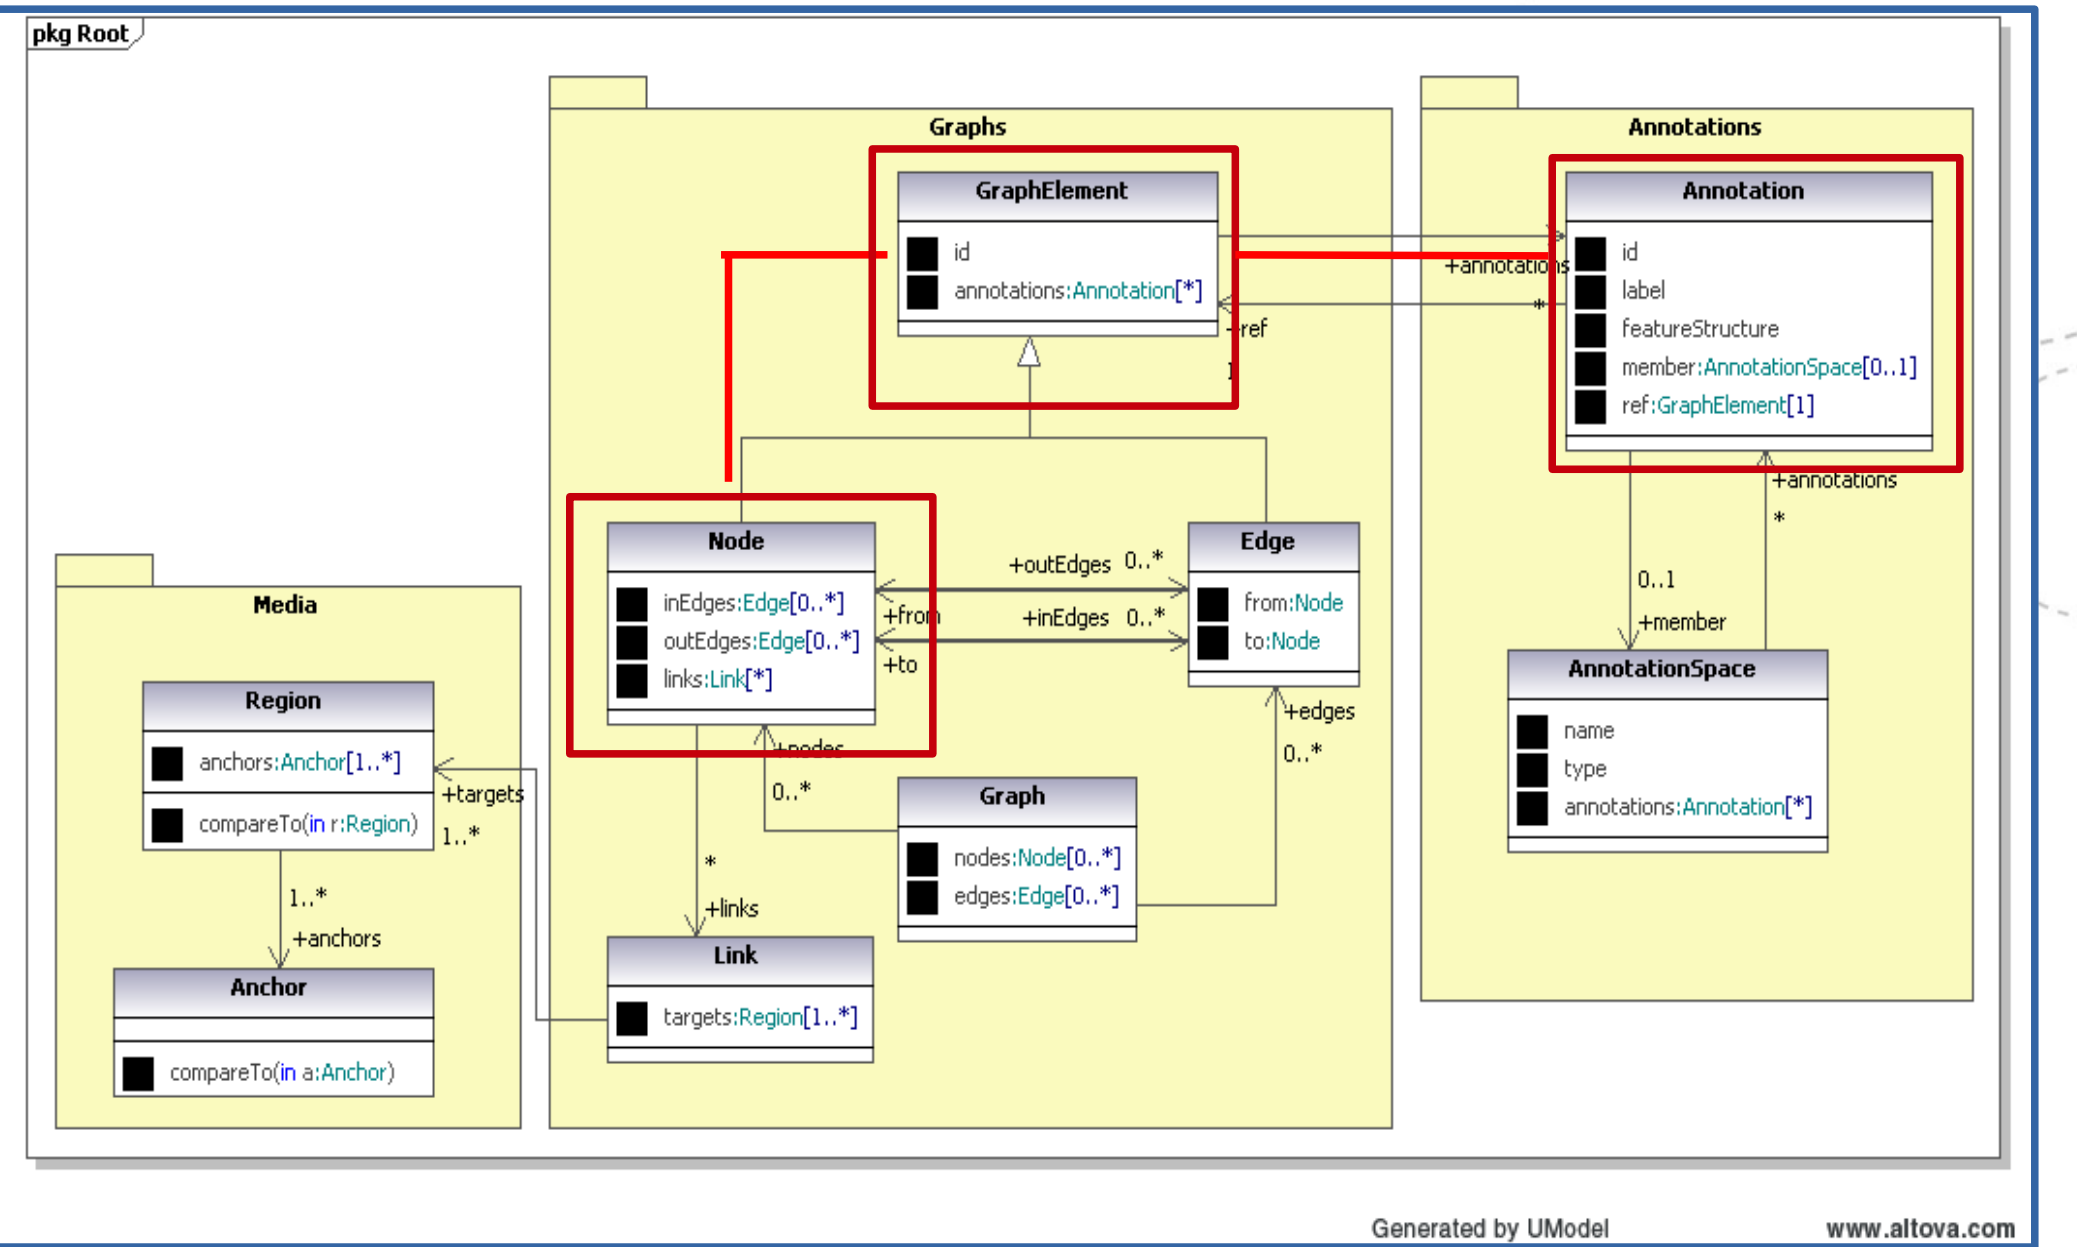 pkg Root
Graphs
Annotations
GraphElement
id
annotations:Annotation[*]
Annotation
id
label
featureStructure
member:AnnotationSpace[0..1]
ref:GraphElement[1]
+annotations
*
+ref
1
+annotations
*
0..1
+member
Node
inEdges:Edge[0..*]
outEdges:Edge[0..*]
links:Link[*]
+outEdges 0..*
+from
+inEdges 0..*
+to
Edge
from:Node
to:Node
+edges
0..*
+nodes
0..*
AnnotationSpace
name
type
annotations:Annotation[*]
Media
Region
anchors:Anchor[1..*]
compareTo(in r:Region)
+targets
1..*
1..*
+anchors
Anchor
compareTo(in a:Anchor)
Graph
nodes:Node[0..*]
edges:Edge[0..*]
*
+links
Link
targets:Region[1..*]
Generated by UModel
www.altova.com